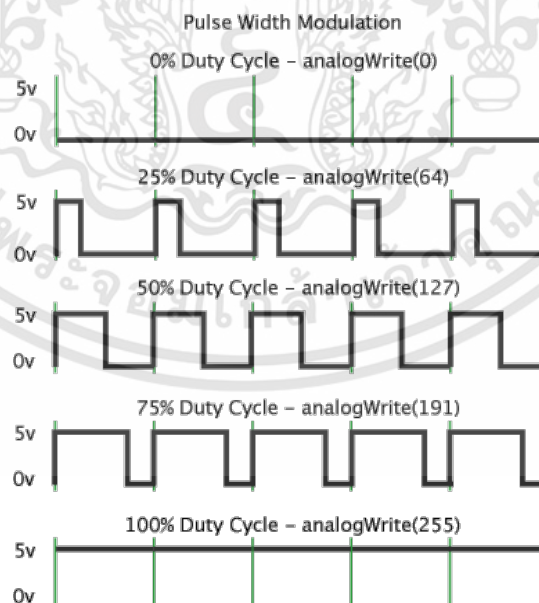 Pulse Width Modulation
0% Duty Cycle – analogWrite(0)
5v
0v
25% Duty Cycle – analogWrite(64)
5v
0v
50% Duty Cycle – analogWrite(127)
5v
0v
75% Duty Cycle – analogWrite(191)
5v
0v
100% Duty Cycle – analogWrite(255)
5v
0v